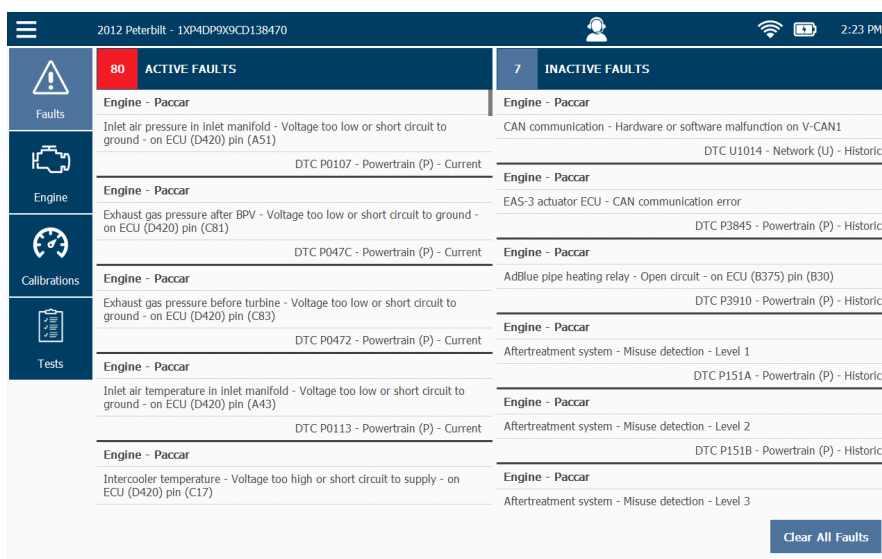 2012 Peterbilt - 1XP4DP9X9CD138470
2:23 PM
Faults
Engine
Calibrations
Tests
80 ACTIVE FAULTS
Engine - Paccar
Inlet air pressure in inlet manifold - Voltage too low or short circuit to
ground - on ECU (D420) pin (A51)
DTC P0107 - Powertrain (P) - Current
Engine - Paccar
Exhaust gas pressure after BPV - Voltage too low or short circuit to ground -
on ECU (D420) pin (C81)
DTC P047C - Powertrain (P) - Current
Engine - Paccar
Exhaust gas pressure before turbine - Voltage too low or short circuit to
ground - on ECU (D420) pin (C83)
DTC P0472 - Powertrain (P) - Current
Engine - Paccar
Inlet air temperature in inlet manifold - Voltage too low or short circuit to
ground - on ECU (D420) pin (A43)
DTC P0113 - Powertrain (P) - Current
Engine - Paccar
Intercooler temperature - Voltage too high or short circuit to supply - on
ECU (D420) pin (C17)
7 INACTIVE FAULTS
Engine - Paccar
CAN communication - Hardware or software malfunction on V-CAN1
DTC U1014 - Network (U) - Historic
Engine - Paccar
EAS-3 actuator ECU - CAN communication error
DTC P3845 - Powertrain (P) - Historic
Engine - Paccar
AdBlue pipe heating relay - Open circuit - on ECU (B375) pin (B30)
DTC P3910 - Powertrain (P) - Historic
Engine - Paccar
Aftertreatment system - Misuse detection - Level 1
DTC P151A - Powertrain (P) - Historic
Engine - Paccar
Aftertreatment system - Misuse detection - Level 2
DTC P151B - Powertrain (P) - Historic
Engine - Paccar
Aftertreatment system - Misuse detection - Level 3
Clear All Faults